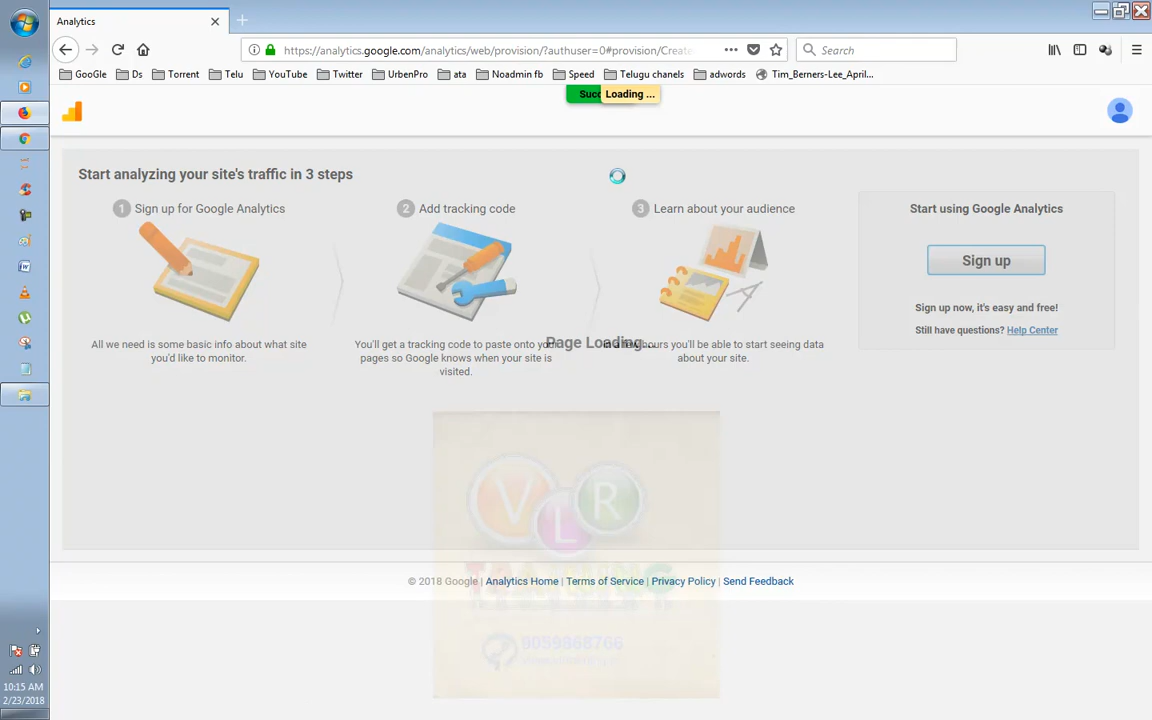 Analytics
https://analytics.google.com/analytics/web/provision/?authuser=0#provision/Create
Search
GooGle
Ds
Torrent
Telu
YouTube
Twitter
UrbenPro
ata
Noadmin fb
Speed
Telugu chanels
adwords
Tim_Berners-Lee_April...
Succ
Loading ...
Start analyzing your site's traffic in 3 steps
1 Sign up for Google Analytics
2 Add tracking code
3 Learn about your audience
Start using Google Analytics
Sign up
Sign up now, it's easy and free!
Still have questions? Help Center
All we need is some basic info about what site
you'd like to monitor.
You'll get a tracking code to paste onto your
pages so Google knows when your site is
visited.
Page Loading...
In a few hours you'll be able to start seeing data
about your site.
VLR
TRAINING
9059868766
© 2018 Google | Analytics Home | Terms of Service | Privacy Policy | Send Feedback
10:15 AM
2/23/2018